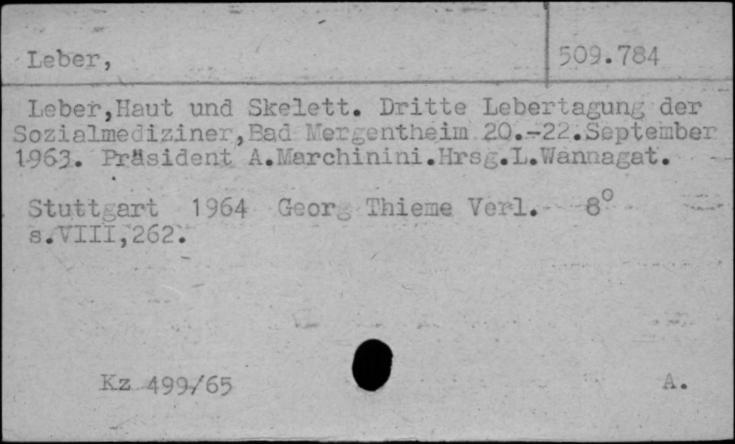 Leber,
509.784
Leber,Haut und Skelett. Dritte Lebertagung der
Sozialmediziner,Bad Mergentheim 20.-22.September
1963. Präsident A.Marchinini.Hrsg.L.Wannagat.
Stuttgart 1964 Georg Thieme Verl. 8°
s.VIII,262.
Kz 499/65
A.